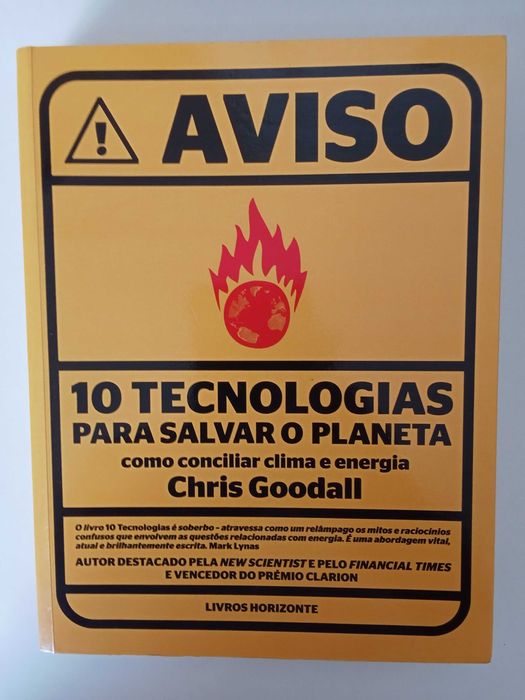 ! AVISO
10 TECNOLOGIAS
PARA SALVAR O PLANETA
como conciliar clima e energia
Chris Goodall
O livro 10 Tecnologias é soberbo - atravessa como um relâmpago os mitos e raciocínios
confusos que envolvem as questões relacionadas com energia. É uma abordagem vital,
atual e brilhantemente escrita. Mark Lynas
AUTOR DESTACADO PELA NEW SCIENTIST E PELO FINANCIAL TIMES
E VENCEDOR DO PRÉMIO CLARION
LIVROS HORIZONTE